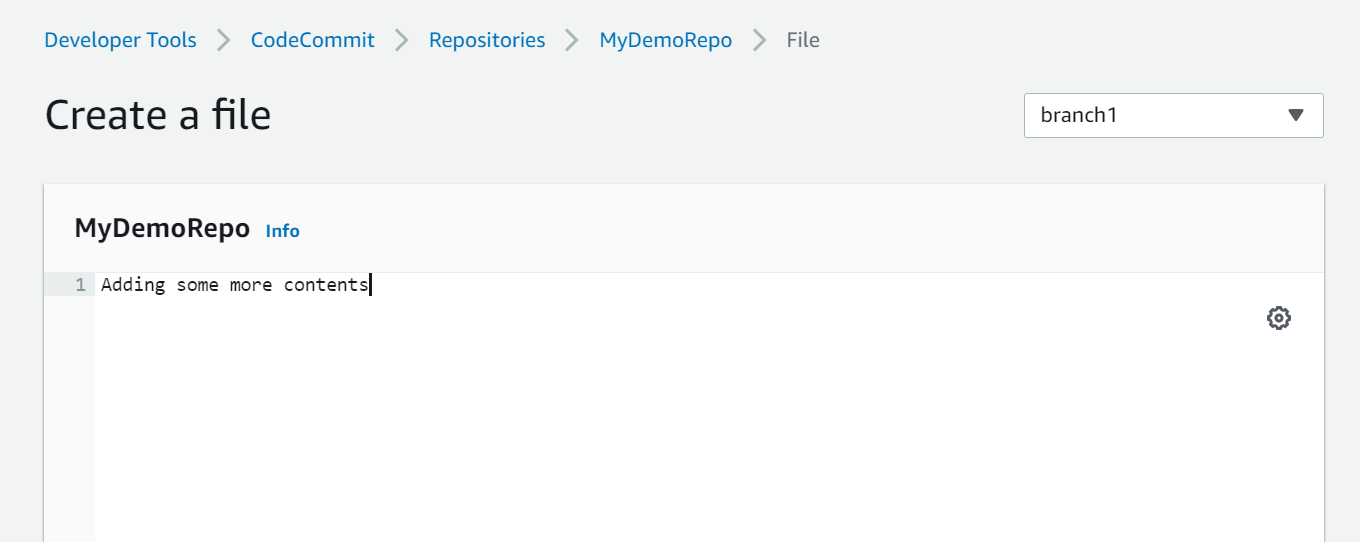 Developer Tools > CodeCommit > Repositories > MyDemoRepo > File
Create a file
branch1
MyDemoRepo Info
1 Adding some more contents